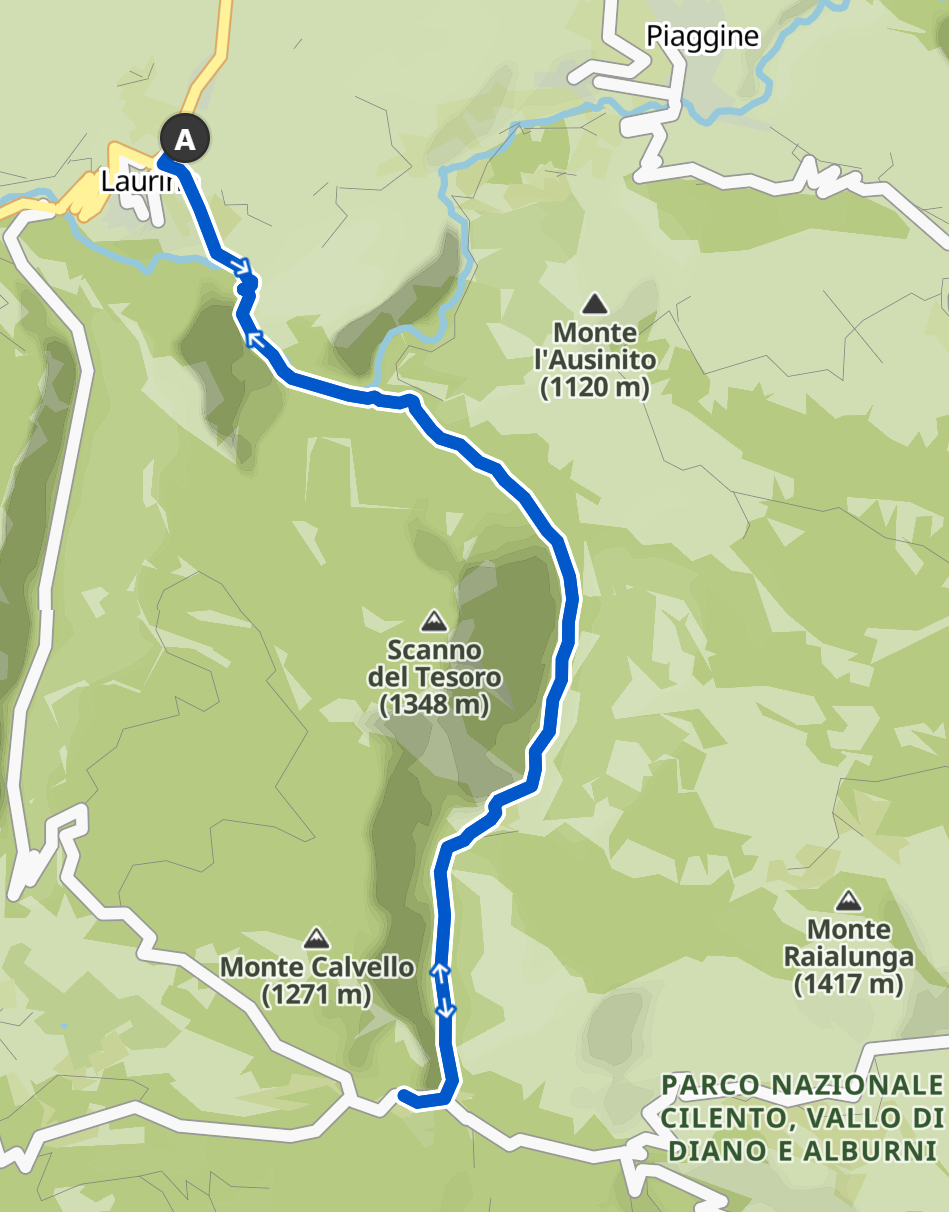 Piaggine
A
Laurin
Monte
l'Ausinito
(1120 m)
Scanno
del Tesoro
(1348 m)
Monte
Raialunga
(1417 m)
Monte Calvello
(1271 m)
PARCO NAZIONALE
CILENTO, VALLO DI
DIANO E ALBURNI